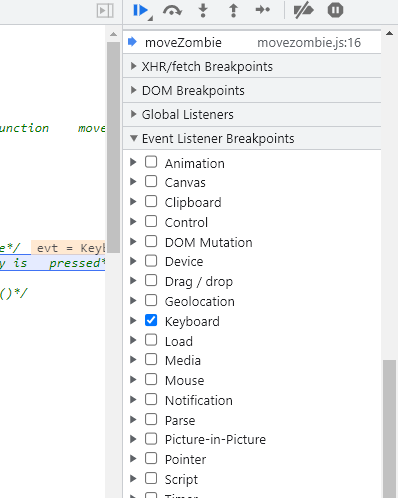 moveZombie movezombie.js:16
XHR/fetch Breakpoints
DOM Breakpoints
Global Listeners
unction move
Event Listener Breakpoints
Animation
Canvas
Clipboard
Control
DOM Mutation
e*/ evt = Keyb
Device
y is pressed*
Drag / drop
()*/
Geolocation
Keyboard
Load
Media
Mouse
Notification
Parse
Picture-in-Picture
Pointer
Script
Timer